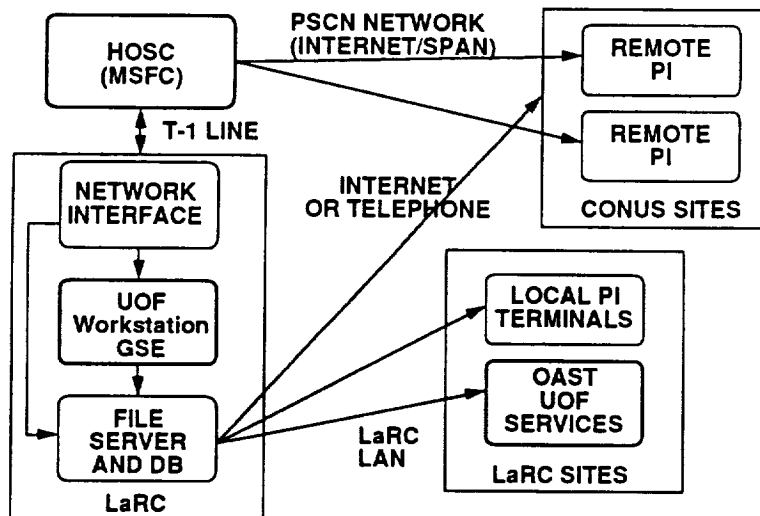 HOSC
(MSFC)
PSCN NETWORK
(INTERNET/SPAN)
REMOTE
PI
REMOTE
PI
CONUS SITES
T-1 LINE
NETWORK
INTERFACE
INTERNET
OR TELEPHONE
UOF
Workstation
GSE
LOCAL PI
TERMINALS
OAST
UOF
SERVICES
LaRC SITES
FILE
SERVER
AND DB
LaRC
LaRC
LAN